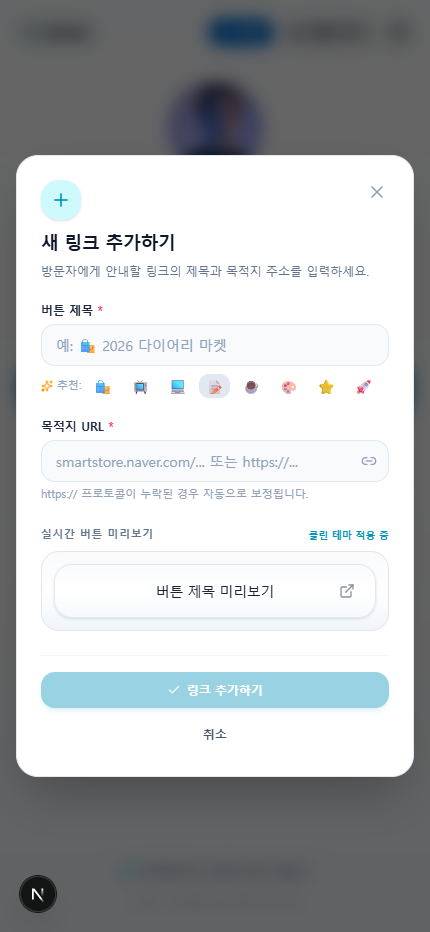 새 링크 추가하기
방문자에게 안내할 링크의 제목과 목적지 주소를 입력하세요.
버튼 제목 *
예: 🛍️ 2026 다이어리 마켓
✨ 추천: 🛍️ 📺 💻 📝 ☕ 🎨 ⭐ 🚀
목적지 URL *
smartstore.naver.com/... 또는 https://...
https:// 프로토콜이 누락된 경우 자동으로 보정됩니다.
실시간 버튼 미리보기
클린 테마 적용 중
버튼 제목 미리보기
링크 추가하기
취소
N